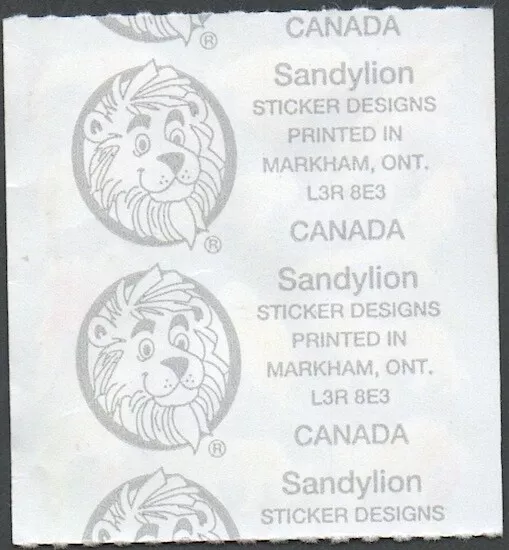 CANADA
Sandylion
STICKER DESIGNS
PRINTED IN
MARKHAM, ONT.
L3R 8E3
CANADA
®
®
Sandylion
STICKER DESIGNS
PRINTED IN
MARKHAM, ONT.
L3R 8E3
CANADA
®
Sandylion
STICKER DESIGNS